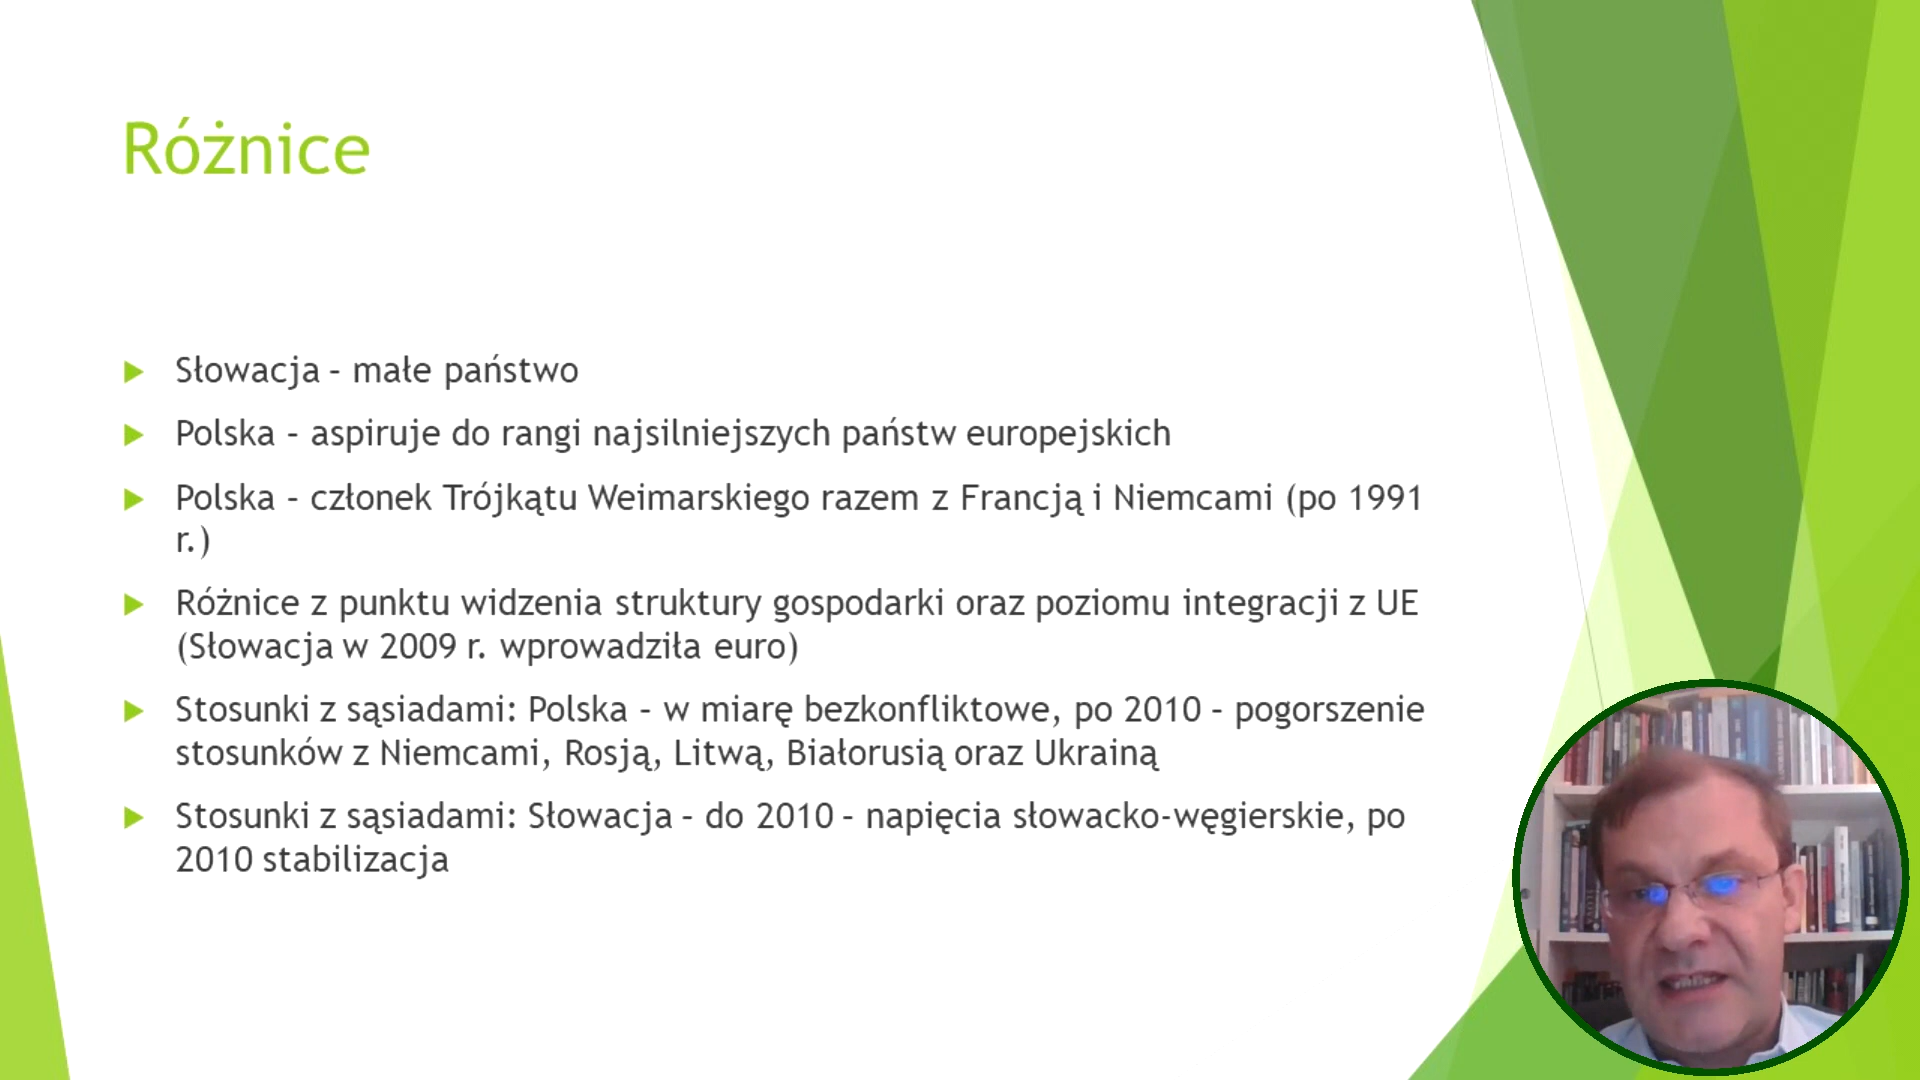 Różnice
Słowacja – małe państwo
Polska – aspiruje do rangi najsilniejszych państw europejskich
Polska – członek Trójkątu Weimarskiego razem z Francją i Niemcami (po 1991
r.)
Różnice z punktu widzenia struktury gospodarki oraz poziomu integracji z UE
(Słowacja w 2009 r. wprowadziła euro)
Stosunki z sąsiadami: Polska – w miarę bezkonfliktowe, po 2010 – pogorszenie
stosunków z Niemcami, Rosją, Litwą, Białorusią oraz Ukrainą
Stosunki z sąsiadami: Słowacja – do 2010 – napięcia słowacko-węgierskie, po
2010 stabilizacja